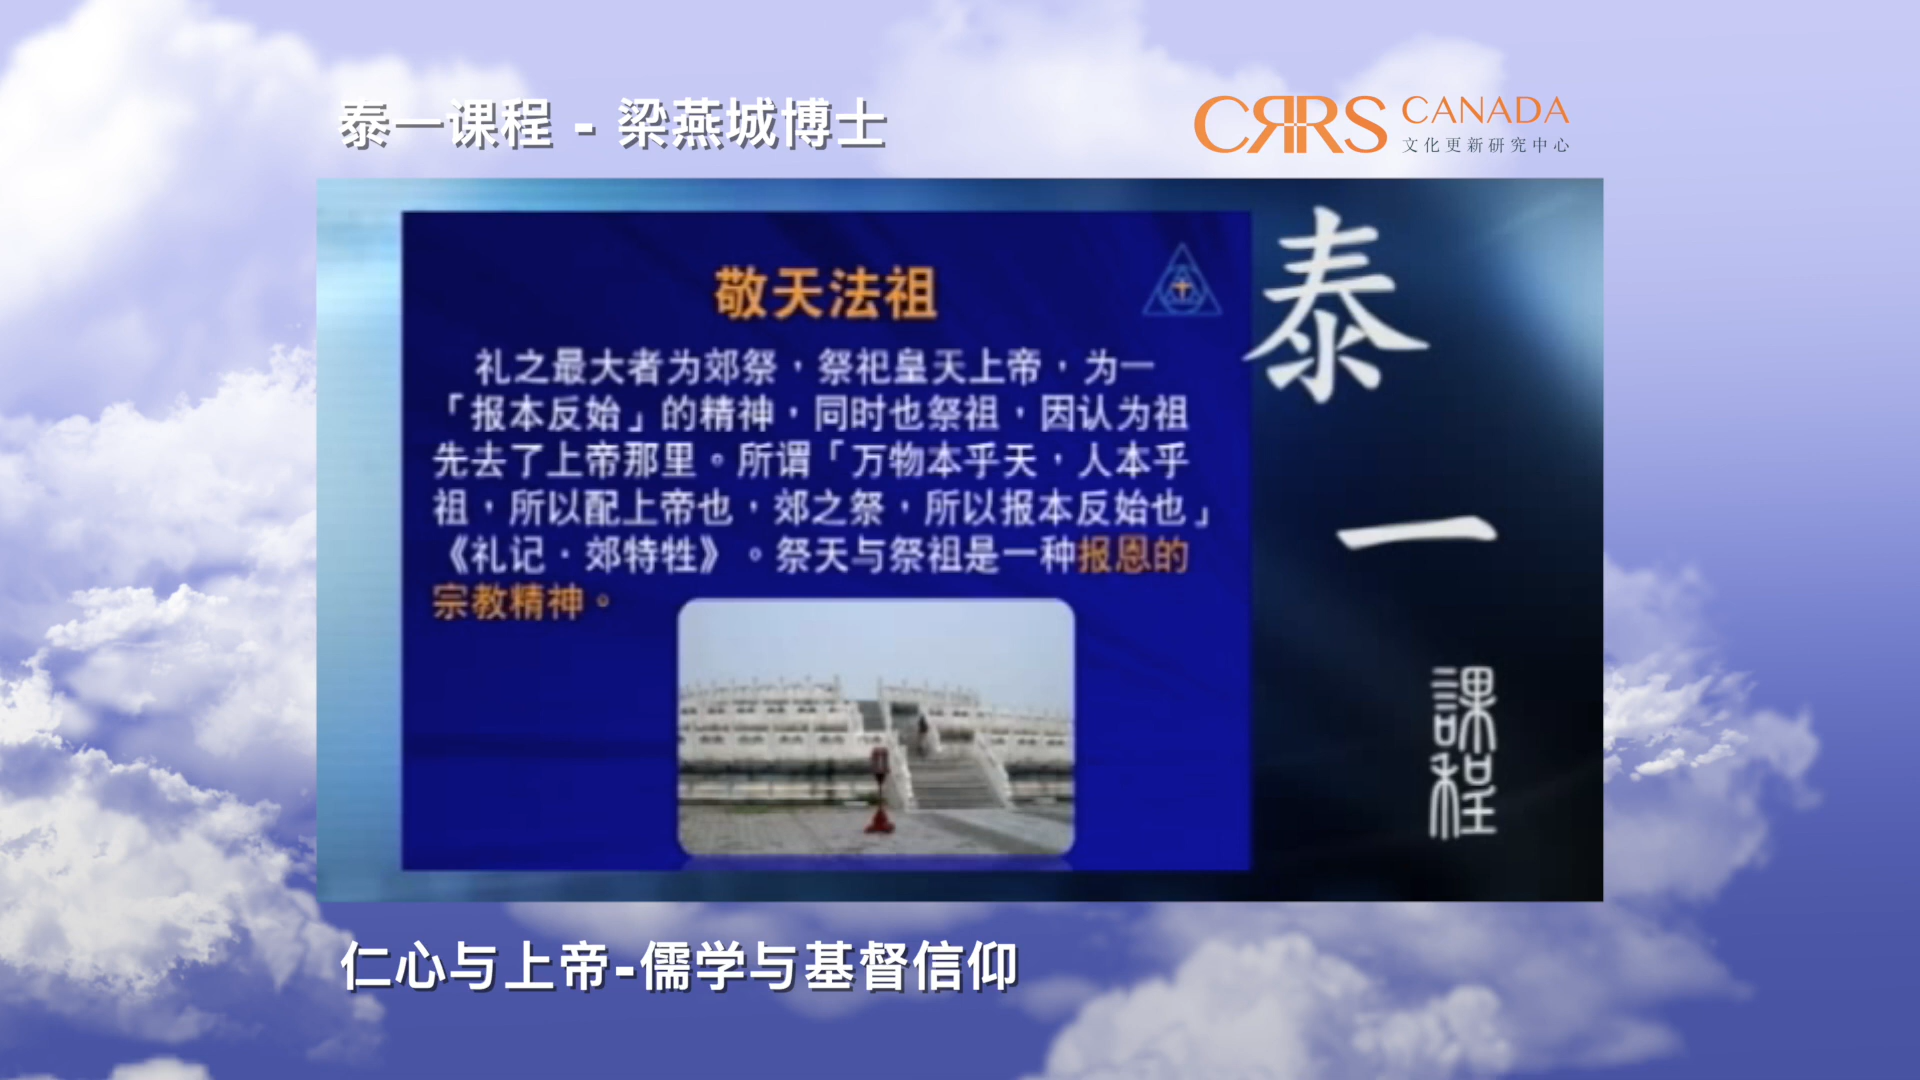 泰一课程 - 梁燕城博士
CRRS CANADA
文化更新研究中心
敬天法祖
礼之最大者为郊祭，祭祀皇天上帝，为一
「报本反始」的精神，同时也祭祖，因认为祖
先去了上帝那里。所谓「万物本乎天，人本乎
祖，所以配上帝也，郊之祭，所以报本反始也」
《礼记·郊特牲》。祭天与祭祖是一种报恩的
宗教精神。
泰
一
課程
仁心与上帝-儒学与基督信仰